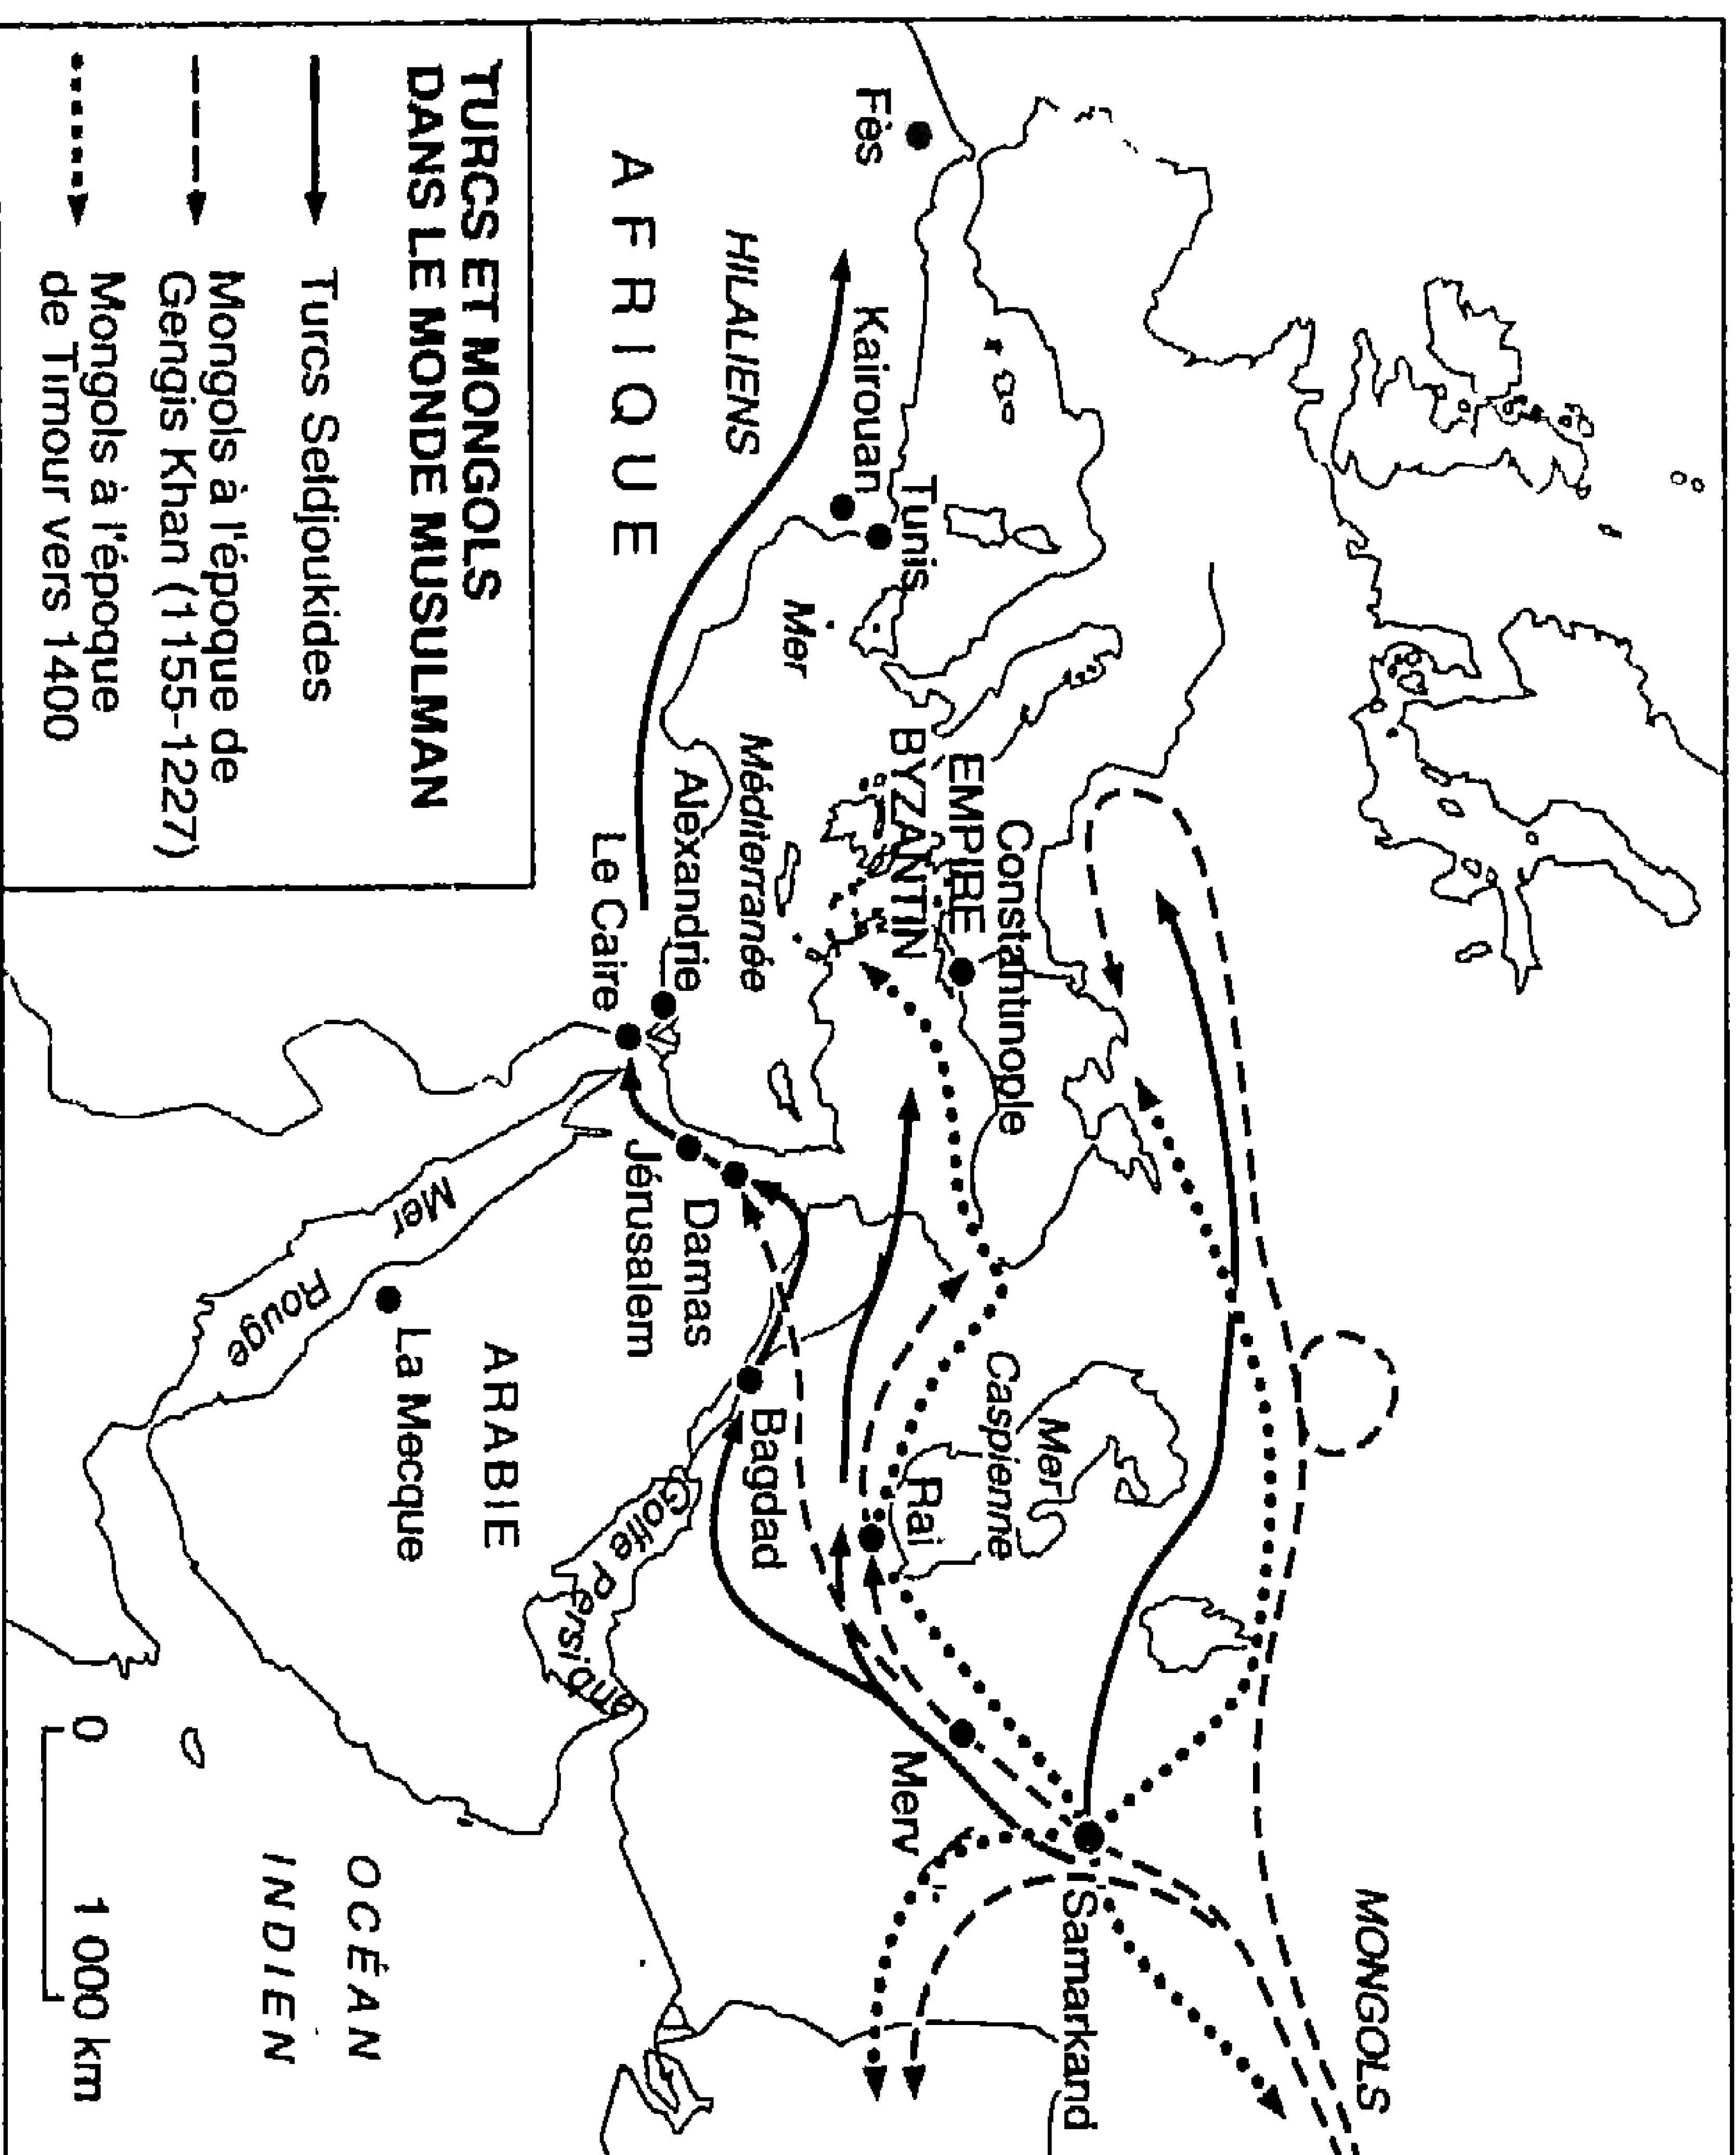 MONGOLS
Constantinople
EMPIRE
BYZANTIN
Mer
Caspienne
Samarkand
Fès
Kairouan
Tunis
Mer
Méditerranée
Rai
Merv
HILALIENS
Alexandrie
Damas
Bagdad
AFRIQUE
Le Caire
Jérusalem
Golfe Persique
ARABIE
Mer
Rouge
La Mecque
OCÉAN
INDIEN
TURCS ET MONGOLS
DANS LE MONDE MUSULMAN
Turcs Seldjoukides
Mongols à l'époque de
Gengis Khan (1155-1227)
Mongols à l'époque
de Timour vers 1400
0 1 000 km